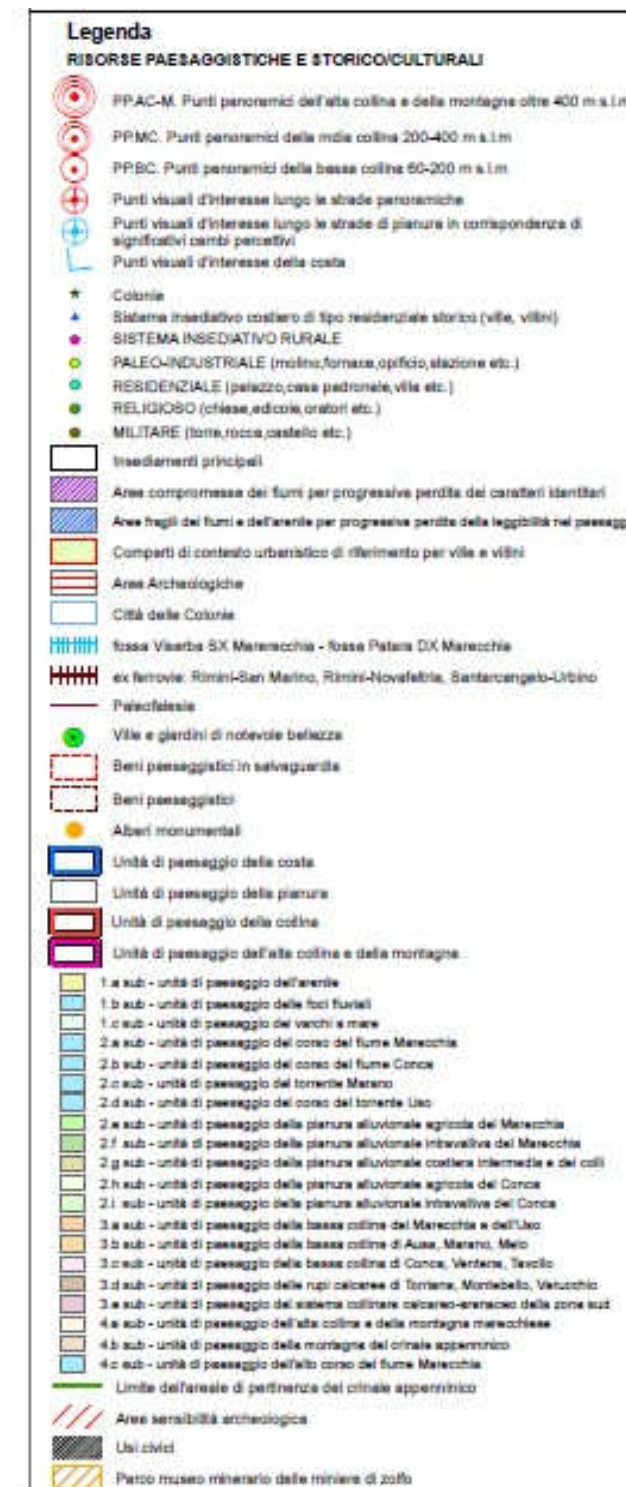 Legenda
RISORSE PAESAGGISTICHE E STORICO/CULTURALI
PP.AC-M. Punti panoramici dell'alta collina e della montagna oltre 400 m s.l.m
PP.MC. Punti panoramici della mdia collina 200-400 m s.l.m
PP.BC. Punti panoramici della bassa collina 60-200 m s.l.m
Punti visuali d'interesse lungo le strade panoramiche
Punti visuali d'interesse lungo le strade di pianura in corrispondenza di
significativi cambi percettivi
Punti visuali d'interesse della costa
Colonie
Sistema insediativo costiero di tipo residenziale storico (ville, villini)
SISTEMA INSEDIATIVO RURALE
PALEO-INDUSTRIALE (molino,fornace,opificio,stazione etc.)
RESIDENZIALE (palazzo,casa padronale,villa etc.)
RELIGIOSO (chiese,edicole,oratori etc.)
MILITARE (torre,rocca,castello etc.)
Insediamenti principali
Aree compromesse dei fiumi per progressiva perdita dei caratteri identitari
Aree fragili dei fiumi e dell'arenile per progressiva perdita della leggibilità nel paesagg
Comparti di contesto urbanistico di riferimento per ville e villini
Aree Archeologiche
Città delle Colonie
fossa Viserba SX Marerecchia - fossa Patara DX Marecchia
ex ferrovie: Rimini-San Marino, Rimini-Novafeltria, Santarcangelo-Urbino
Paleofalesia
Ville e giardini di notevole bellezza
Beni paesaggistici in salvaguardia
Beni paesaggistici
Alberi monumentali
Unità di paesaggio della costa
Unità di paesaggio della pianura
Unità di paesaggio della collina
Unità di paesaggio dell'alta collina e della montagna
1.a sub - unità di paesaggio dell'arenile
1.b sub - unità di paesaggio delle foci fluviali
1.c sub - unità di paesaggio dei varchi a mare
2.a sub - unità di paesaggio del corso del fiume Marecchia
2.b sub - unità di paesaggio del corso del fiume Conca
2.c sub - unità di paesaggio del torrente Marano
2.d sub - unità di paesaggio del corso del torrente Uso
2.e sub - unità di paesaggio della pianura alluvionale agricola del Marecchia
2.f sub - unità di paesaggio della pianura alluvionale intravalliva del Marecchia
2.g sub - unità di paesaggio della pianura alluvionale costiera intermedia e dei colli
2.h sub - unità di paesaggio della pianura alluvionale agricola del Conca
2.i sub - unità di paesaggio della pianura alluvionale intravalliva del Conca
3.a sub - unità di paesaggio della bassa collina del Marecchia e dell'Uso
3.b sub - unità di paesaggio della bassa collina di Ausa, Marano, Melo
3.c sub - unità di paesaggio della bassa collina di Conca, Ventena, Tavollo
3.d sub - unità di paesaggio delle rupi calcaree di Torriana, Montebello, Verucchio
3.e sub - unità di paesaggio del sistema collinare calcareo-arenaceo della zona sud
4.a sub - unità di paesaggio dell'alta collina e della montagna marecchiese
4.b sub - unità di paesaggio della montagna del crinale appenninico
4.c sub - unità di paesaggio dell'alto corso del fiume Marecchia
Limite dell'areale di pertinenza del crinale appenninico
Area sensibilità archeologica
Usi civici
Parco museo minerario delle miniere di zolfo